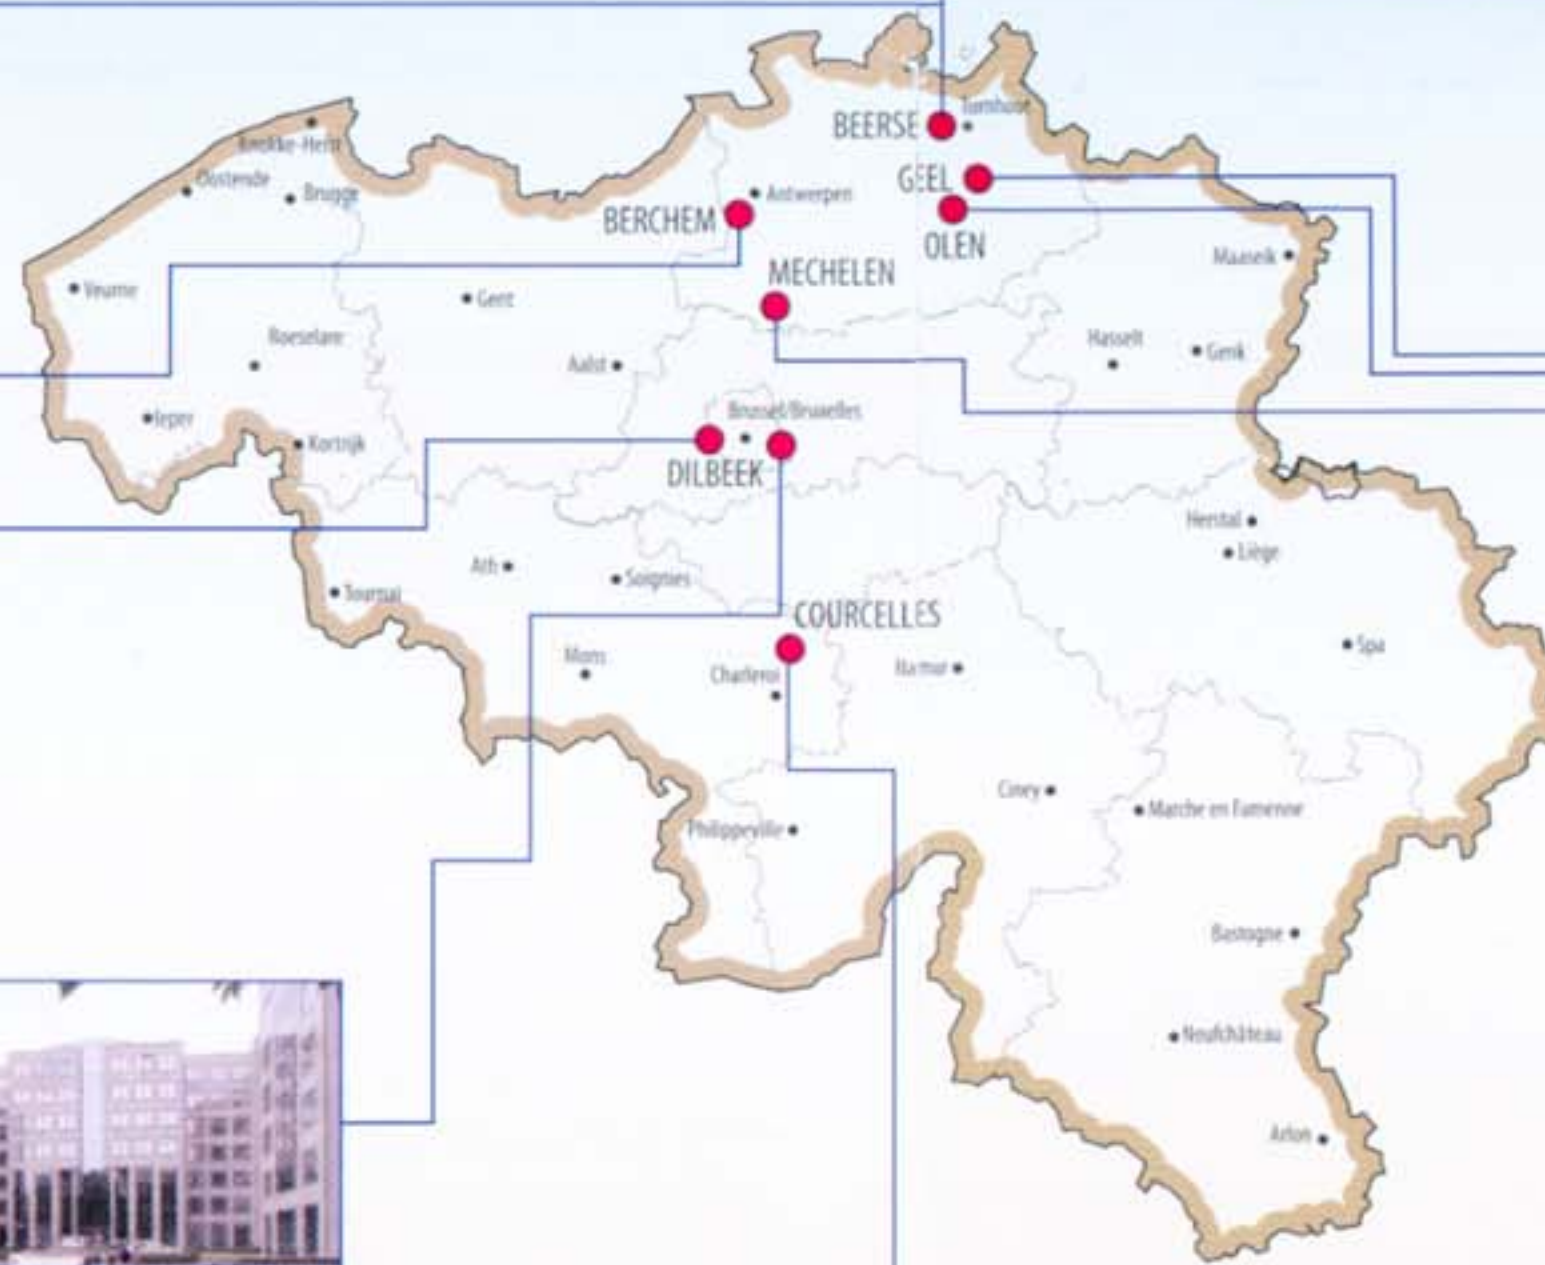 Turnhout
BEERSE
Knokke-Heist
Oostende
Brugge
GEEL
Antwerpen
BERCHEM
OLEN
Maaseik
MECHELEN
Veurne
Gent
Roeselare
Hasselt
Genk
Aalst
Brussel/Bruxelles
Ieper
Kortrijk
DILBEEK
Herstal
Liège
Ath
Soignies
Tournai
COURCELLES
Spa
Mons
Namur
Charleroi
Ciney
Marche en Famenne
Philippeville
Bastogne
Neufchâteau
Arlon